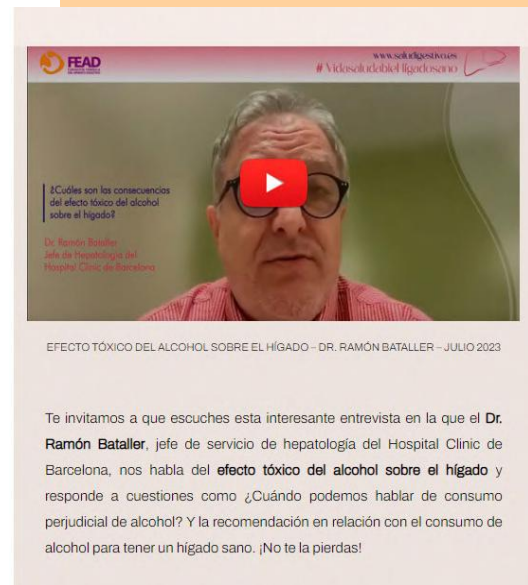 FEAD
www.saludigestivo.es
# VidasaludableHígadosano
¿Cuáles son las consecuencias
del efecto tóxico del alcohol
sobre el hígado?
Dr. Ramón Bataller
Jefe de Hepatología del
Hospital Clinic de Barcelona
EFECTO TÓXICO DEL ALCOHOL SOBRE EL HÍGADO – DR. RAMÓN BATALLER – JULIO 2023
Te invitamos a que escuches esta interesante entrevista en la que el Dr.
Ramón Bataller, jefe de servicio de hepatología del Hospital Clinic de
Barcelona, nos habla del efecto tóxico del alcohol sobre el hígado y
responde a cuestiones como ¿Cuándo podemos hablar de consumo
perjudicial de alcohol? Y la recomendación en relación con el consumo de
alcohol para tener un hígado sano. ¡No te la pierdas!